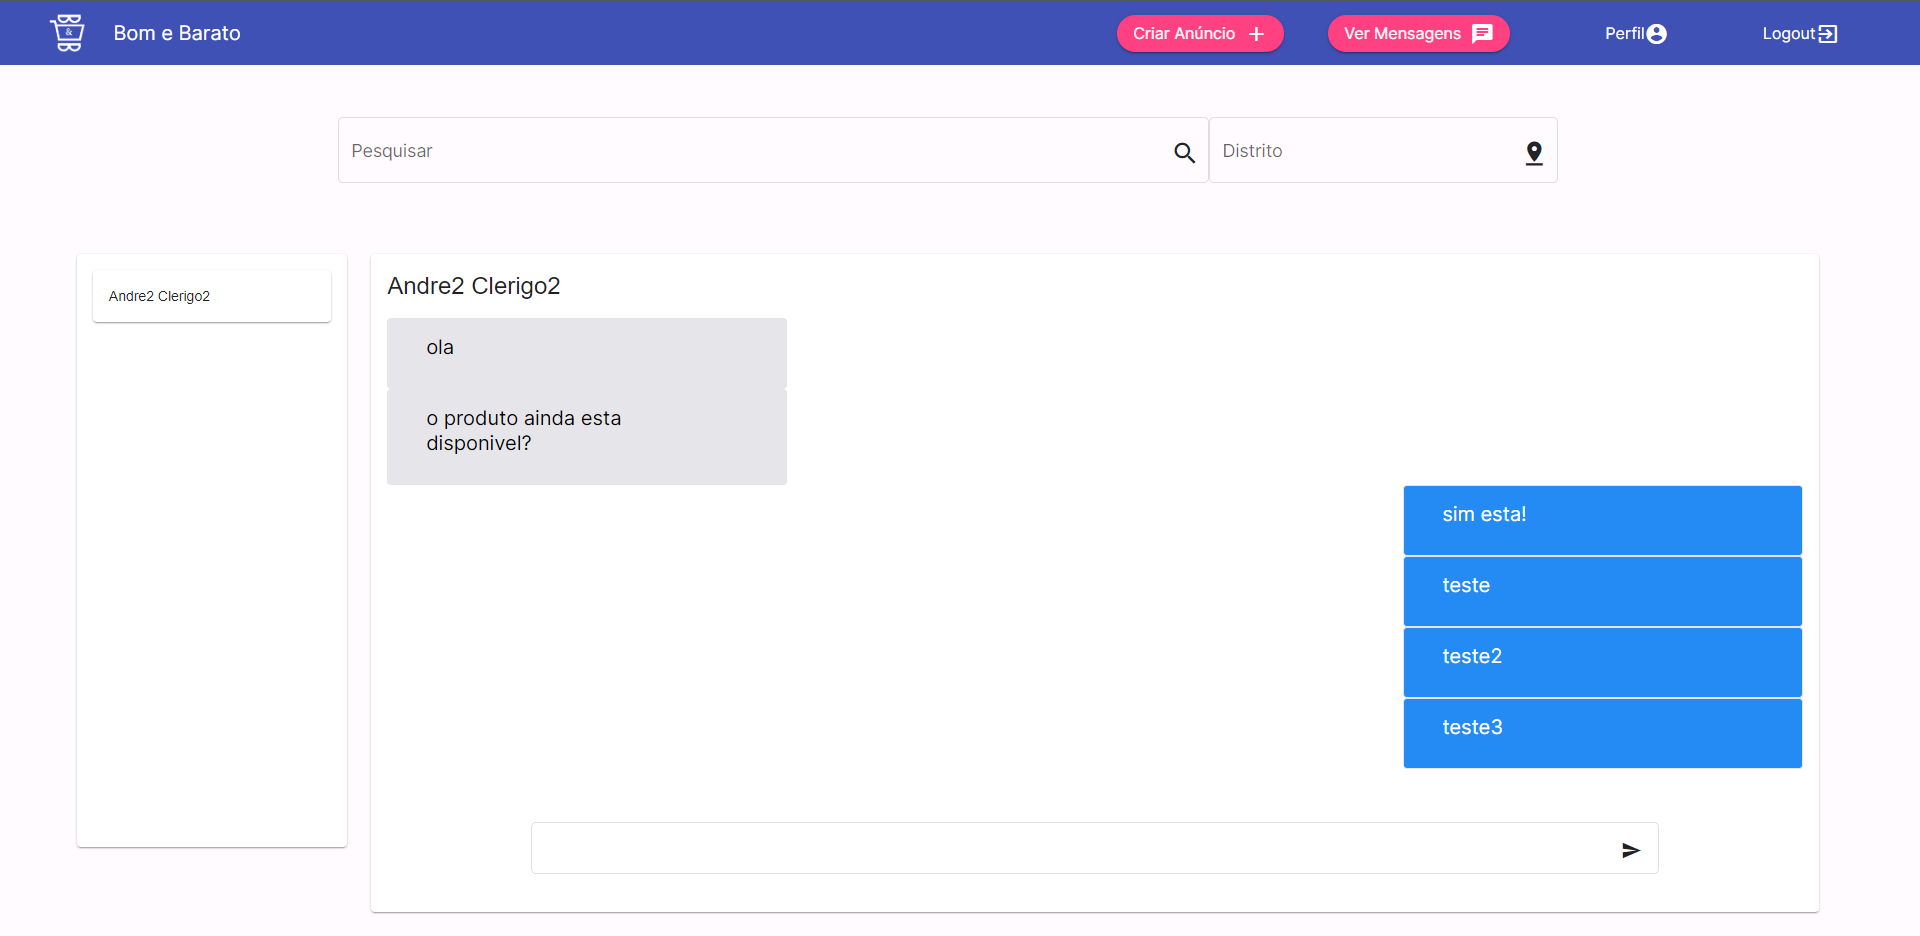 &
Bom e Barato
Criar Anúncio
Ver Mensagens
Perfil
Logout
Pesquisar
Distrito
Andre2 Clerigo2
Andre2 Clerigo2
ola
o produto ainda esta
disponivel?
sim esta!
teste
teste2
teste3